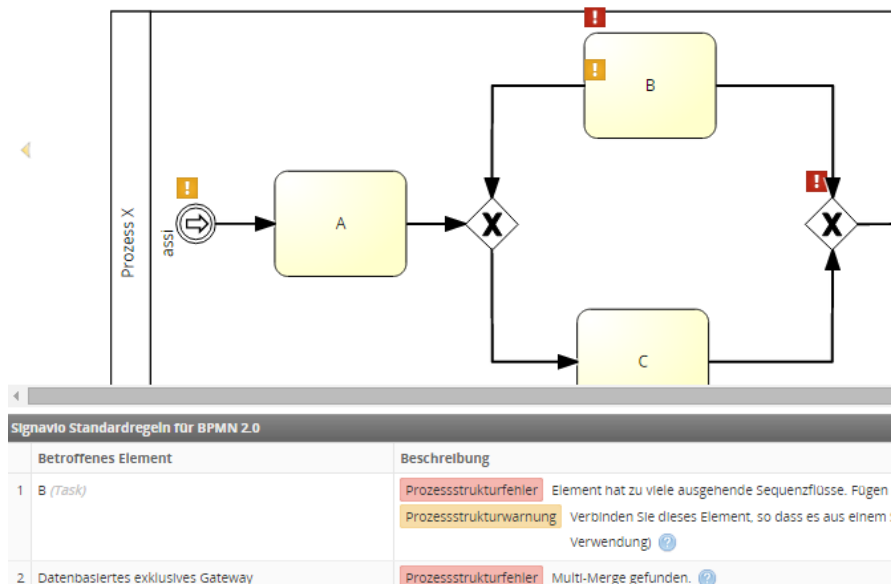 B
Prozess X
assi
A
C
Signavio Standardregeln für BPMN 2.0
Betroffenes Element Beschreibung
1 B (Task) Prozessstrukturfehler Element hat zu viele ausgehende Sequenzflüsse. Fügen
Prozessstrukturwarnung Verbinden Sie dieses Element, so dass es aus einem
Verwendung)
2 Datenbasiertes exklusives Gateway Prozessstrukturfehler Multi-Merge gefunden.